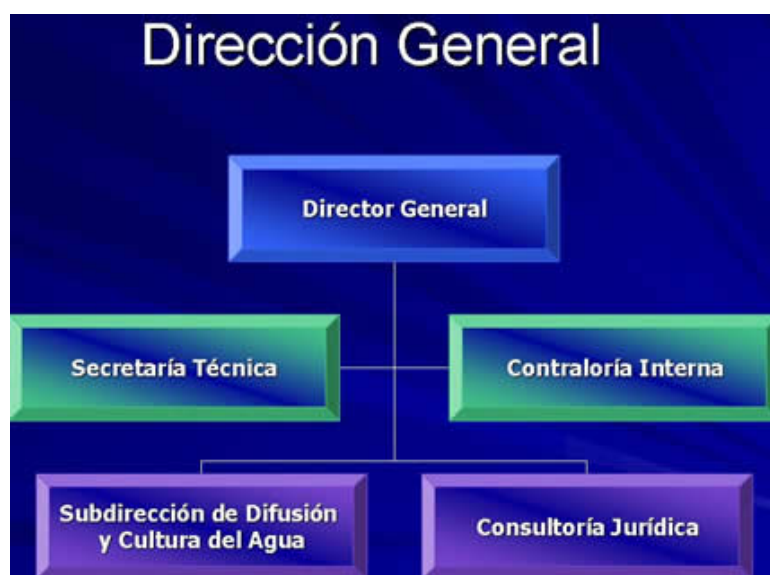 Dirección General
Director General
Secretaría Técnica
Contraloría Interna
Subdirección de Difusión
y Cultura del Agua
Consultoría Jurídica